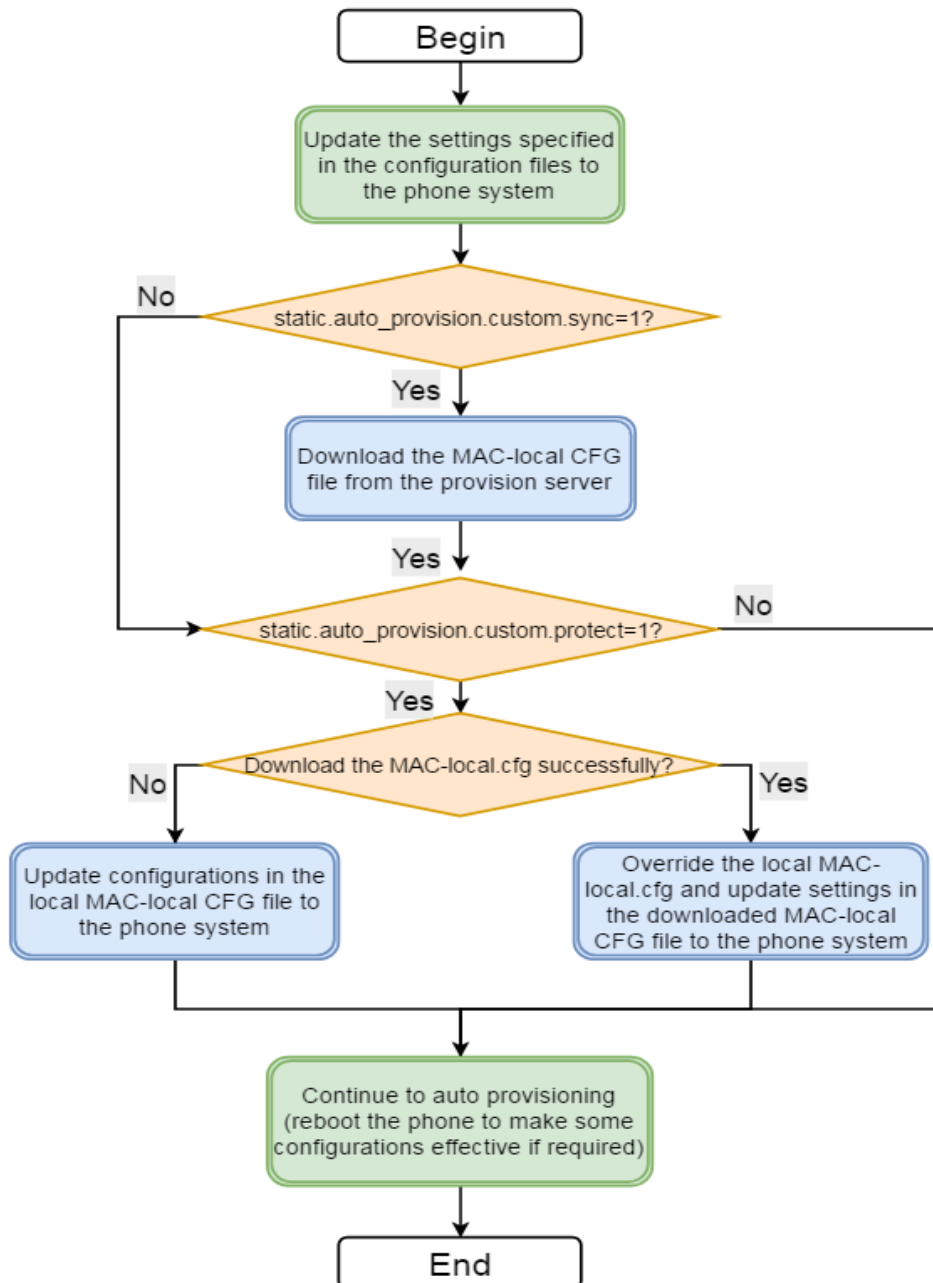 Begin
Update the settings specified
in the configuration files to
the phone system
No
static.auto_provision.custom.sync=1?
Yes
Download the MAC-local CFG
file from the provision server
Yes
No
static.auto_provision.custom.protect=1?
Yes
Download the MAC-local.cfg successfully?
No
Yes
Update configurations in the
local MAC-local CFG file to
the phone system
Override the local MAC-
local.cfg and update settings in
the downloaded MAC-local
CFG file to the phone system
Continue to auto provisioning
(reboot the phone to make some
configurations effective if required)
End